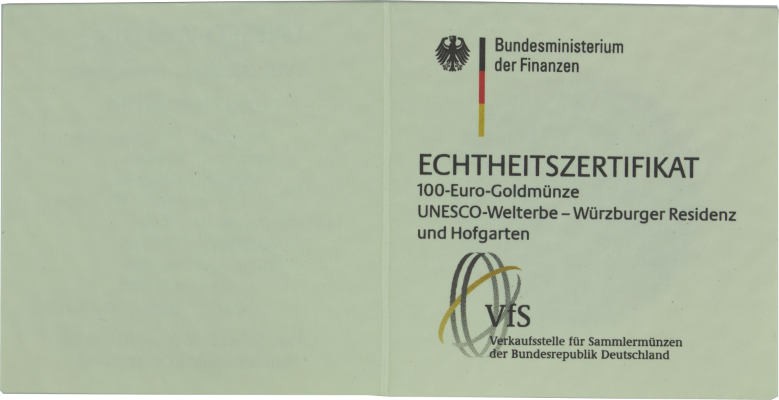 Bundesministerium
der Finanzen
ECHTHEITSZERTIFIKAT
100-Euro-Goldmünze
UNESCO-Welterbe – Würzburger Residenz
und Hofgarten
VfS
Verkaufsstelle für Sammlermünzen
der Bundesrepublik Deutschland